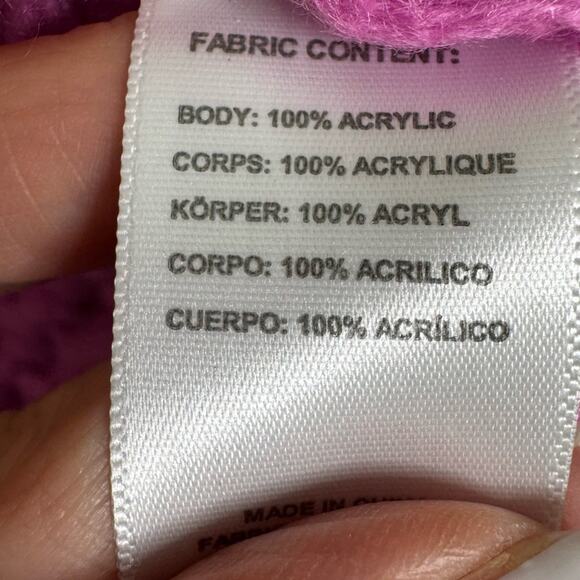 FABRIC CONTENT:
BODY: 100% ACRYLIC
CORPS: 100% ACRYLIQUE
KÖRPER: 100% ACRYL
CORPO: 100% ACRILICO
CUERPO: 100% ACRÍLICO
MADE IN